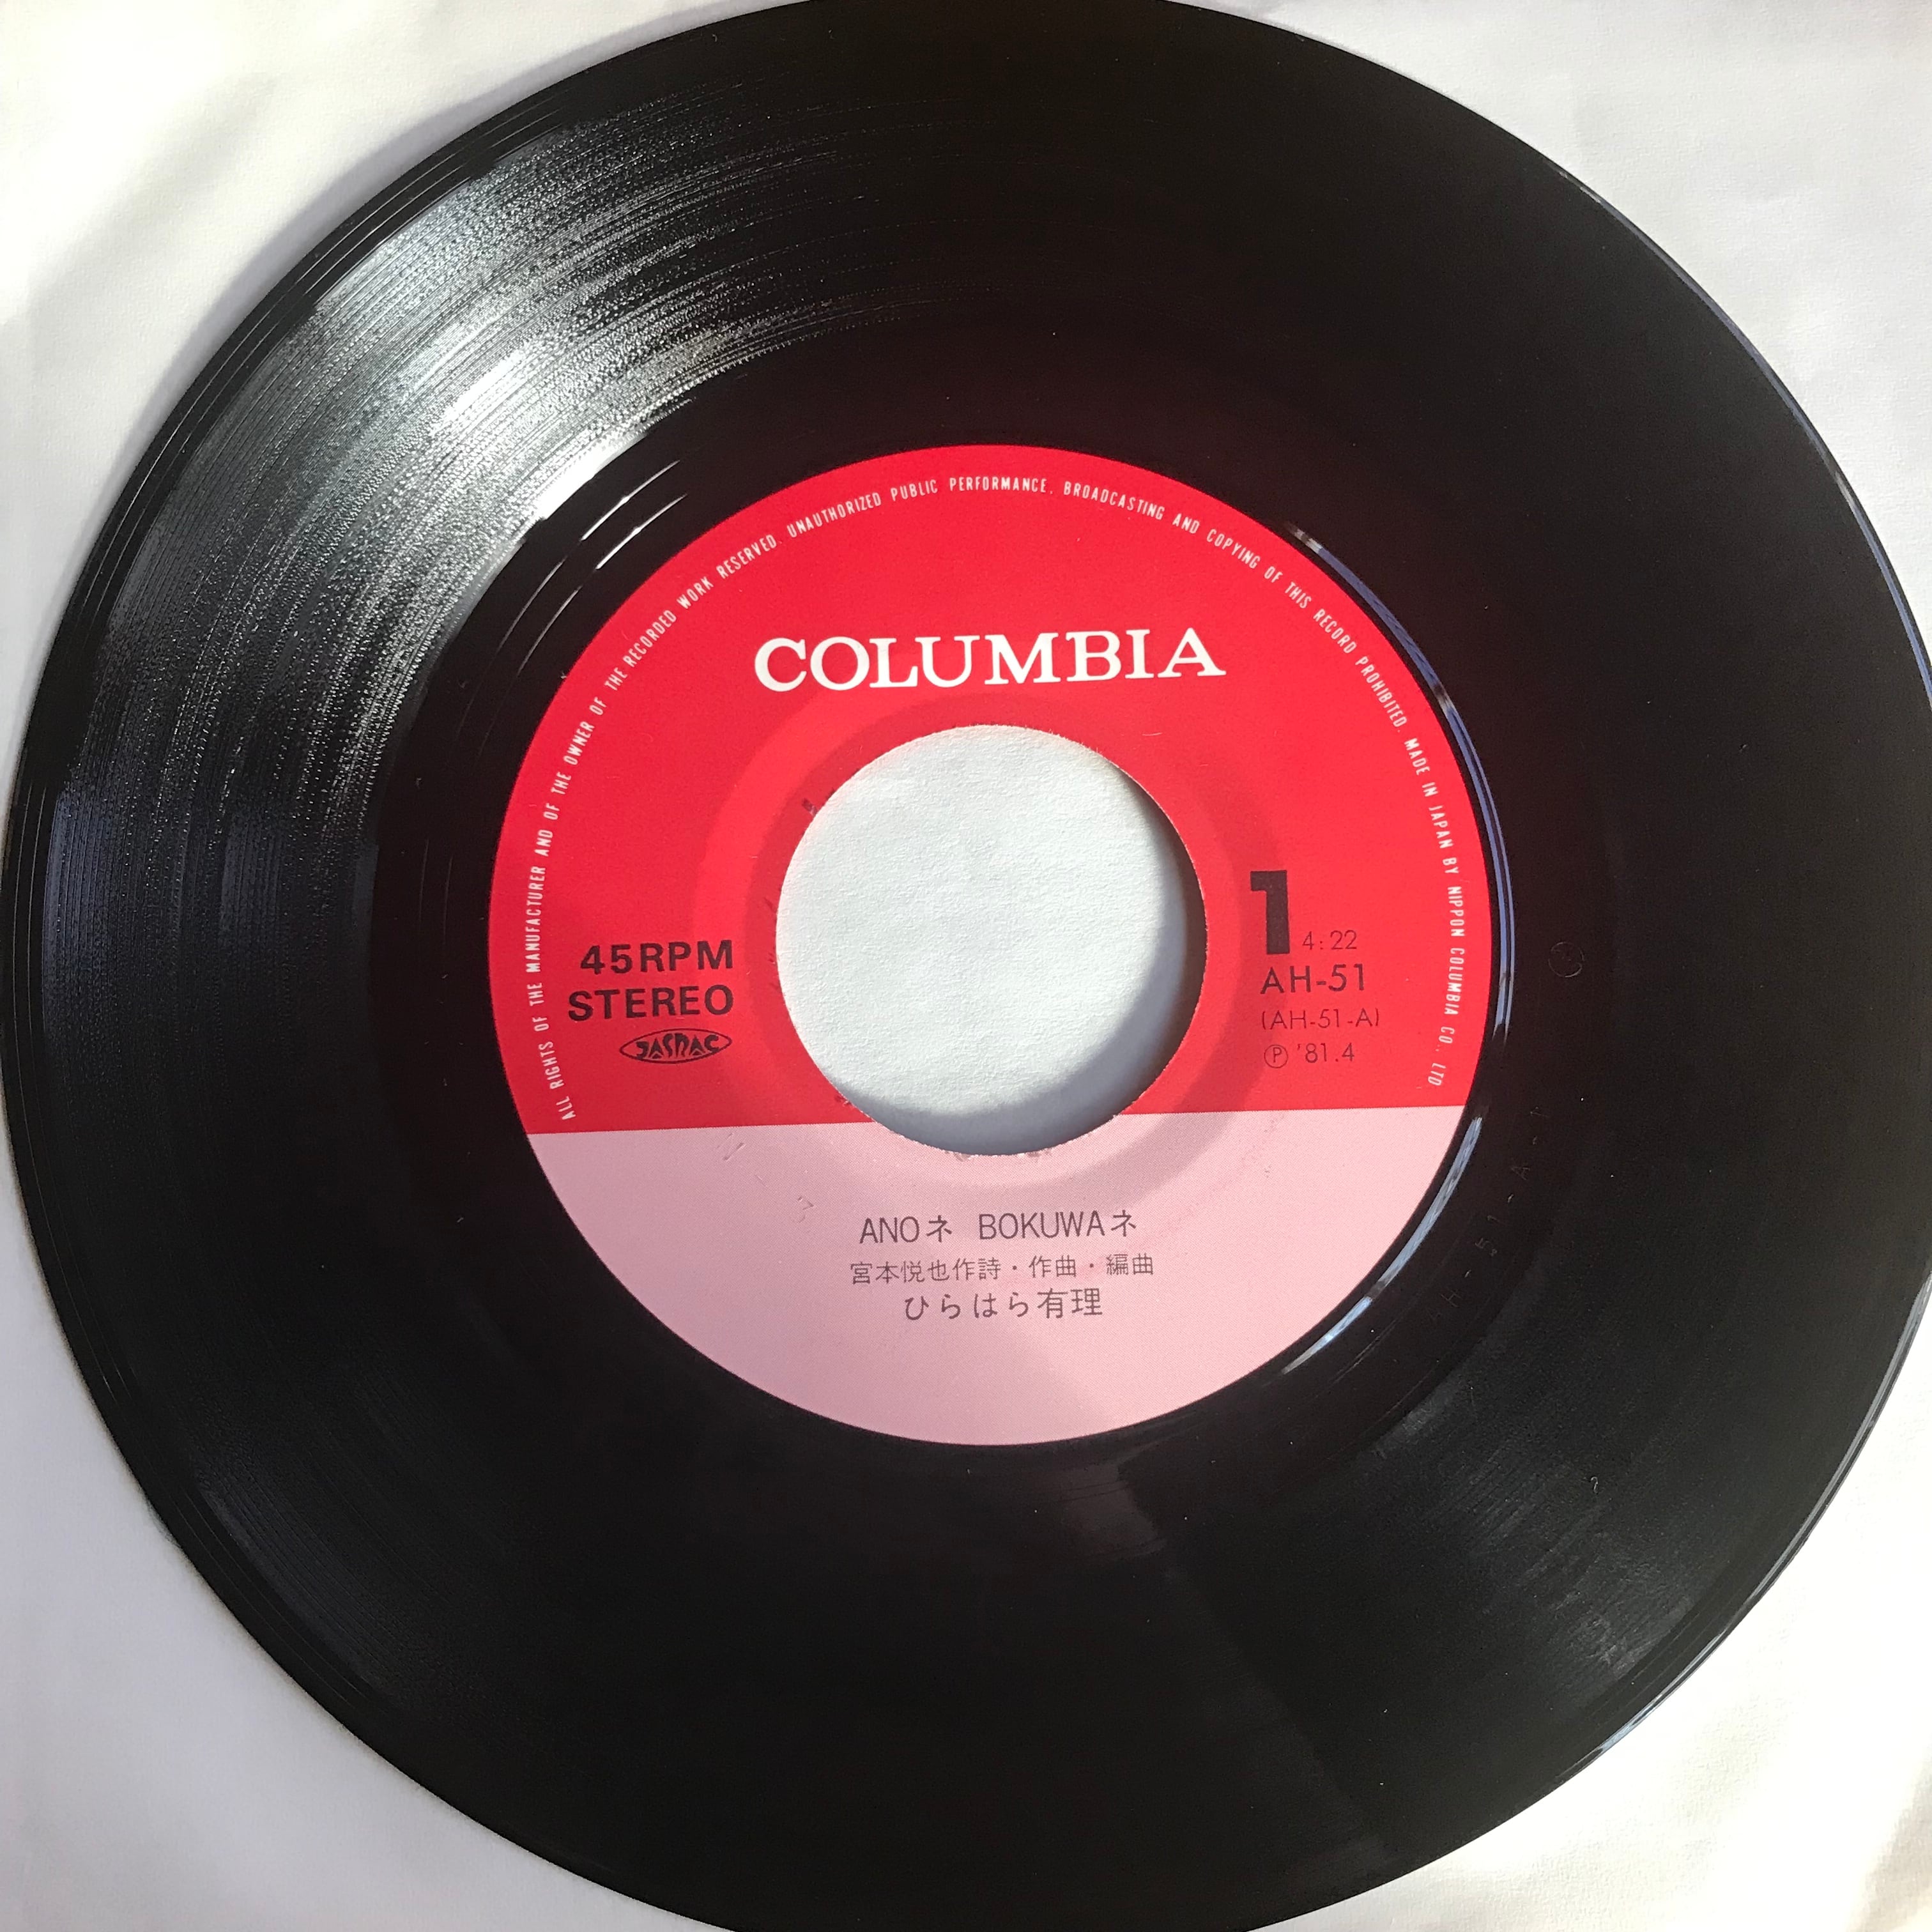 ALL RIGHTS OF THE MANUFACTURER AND OF THE OWNER OF THE RECORDED WORK RESERVED. UNAUTHORIZED PUBLIC PERFORMANCE, BROADCASTING AND COPYING OF THIS RECORD PROHIBITED. MADE IN JAPAN BY NIPPON COLUMBIA CO., LTD
COLUMBIA
45RPM
STEREO
JASRAC
1 4:22
AH-51
(AH-51-A)
Ⓟ '81.4
ANOネ BOKUWAネ
宮本悦也作詩・作曲・編曲
ひらはら有理